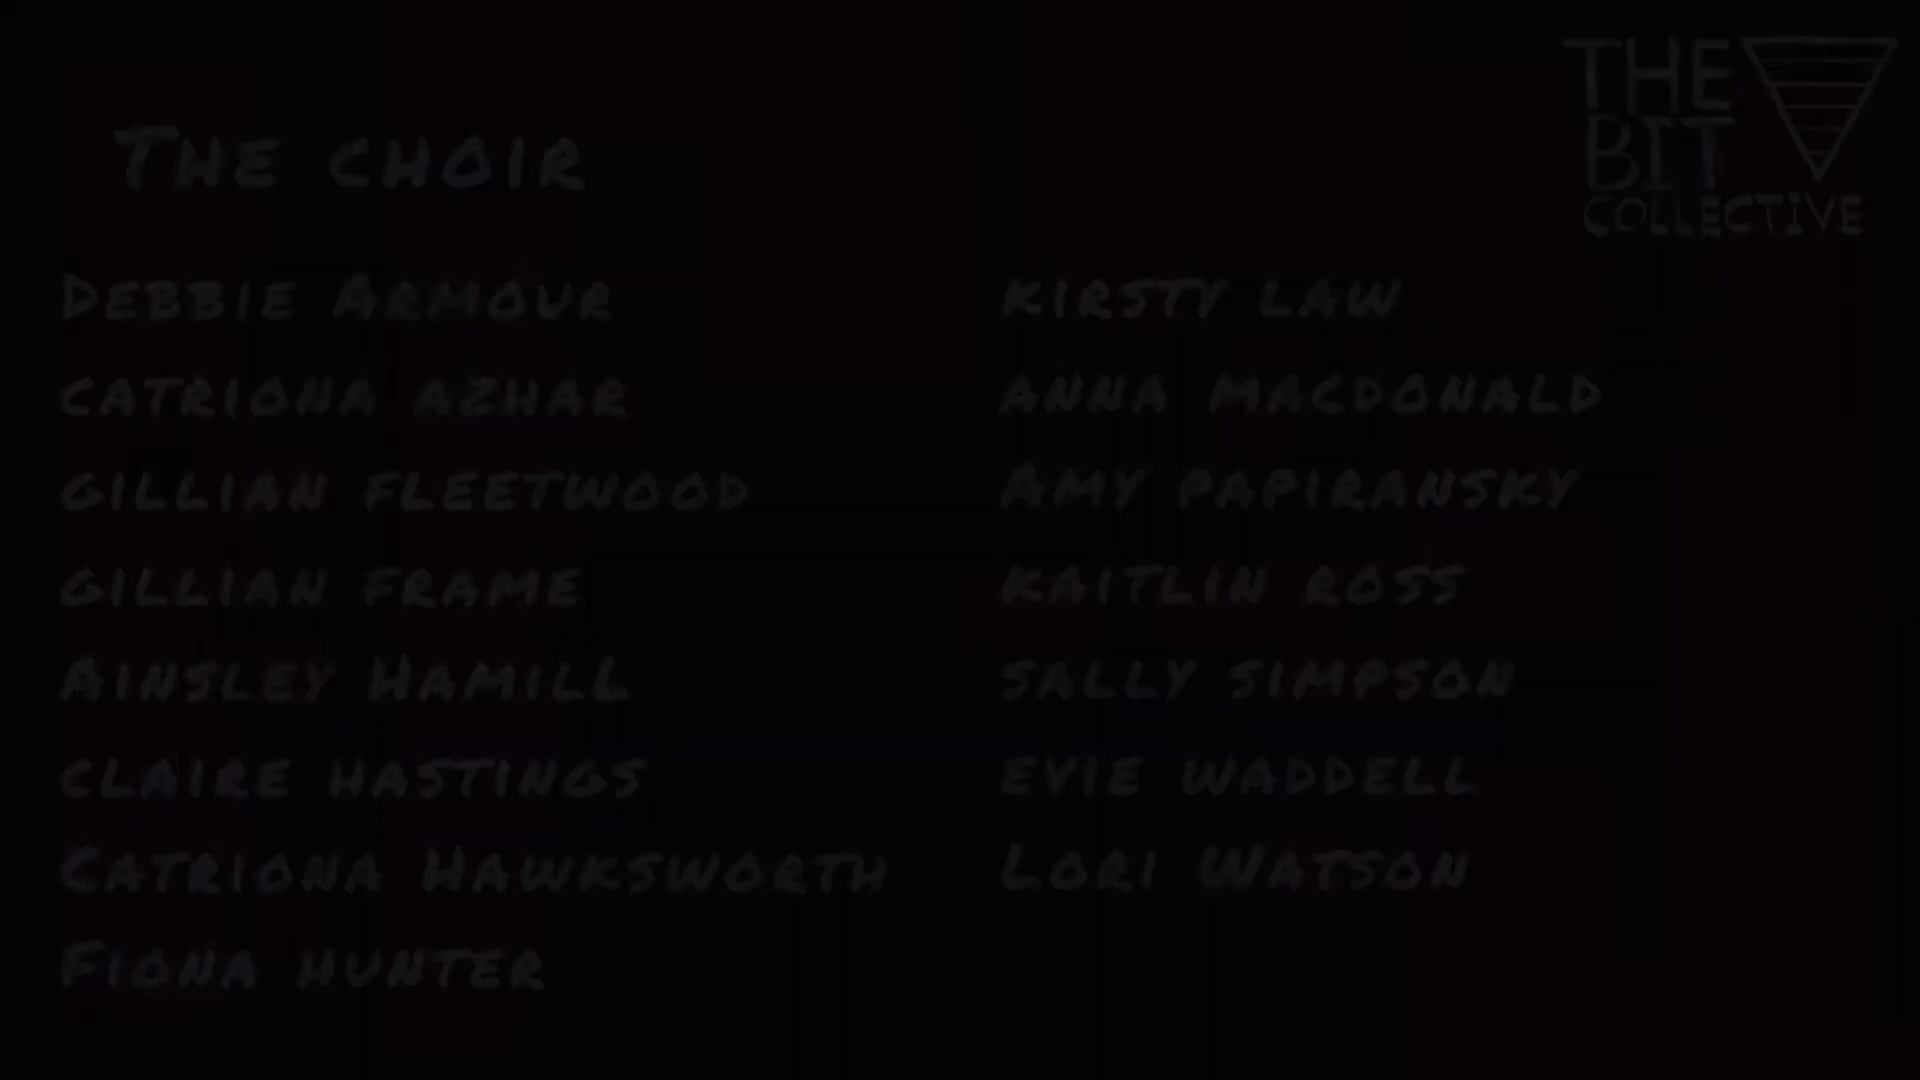 THE BIT COLLECTIVE
THE CHOIR
DEBBIE ARMOUR
CATRIONA AZHAR
GILLIAN FLEETWOOD
GILLIAN FRAME
AINSLEY HAMILL
CLAIRE HASTINGS
CATRIONA HAWKSWORTH
FIONA HUNTER
KIRSTY LAW
ANNA MACDONALD
AMY PAPIRANSKY
KAITLIN ROSS
SALLY SIMPSON
EVIE WADDELL
LORI WATSON